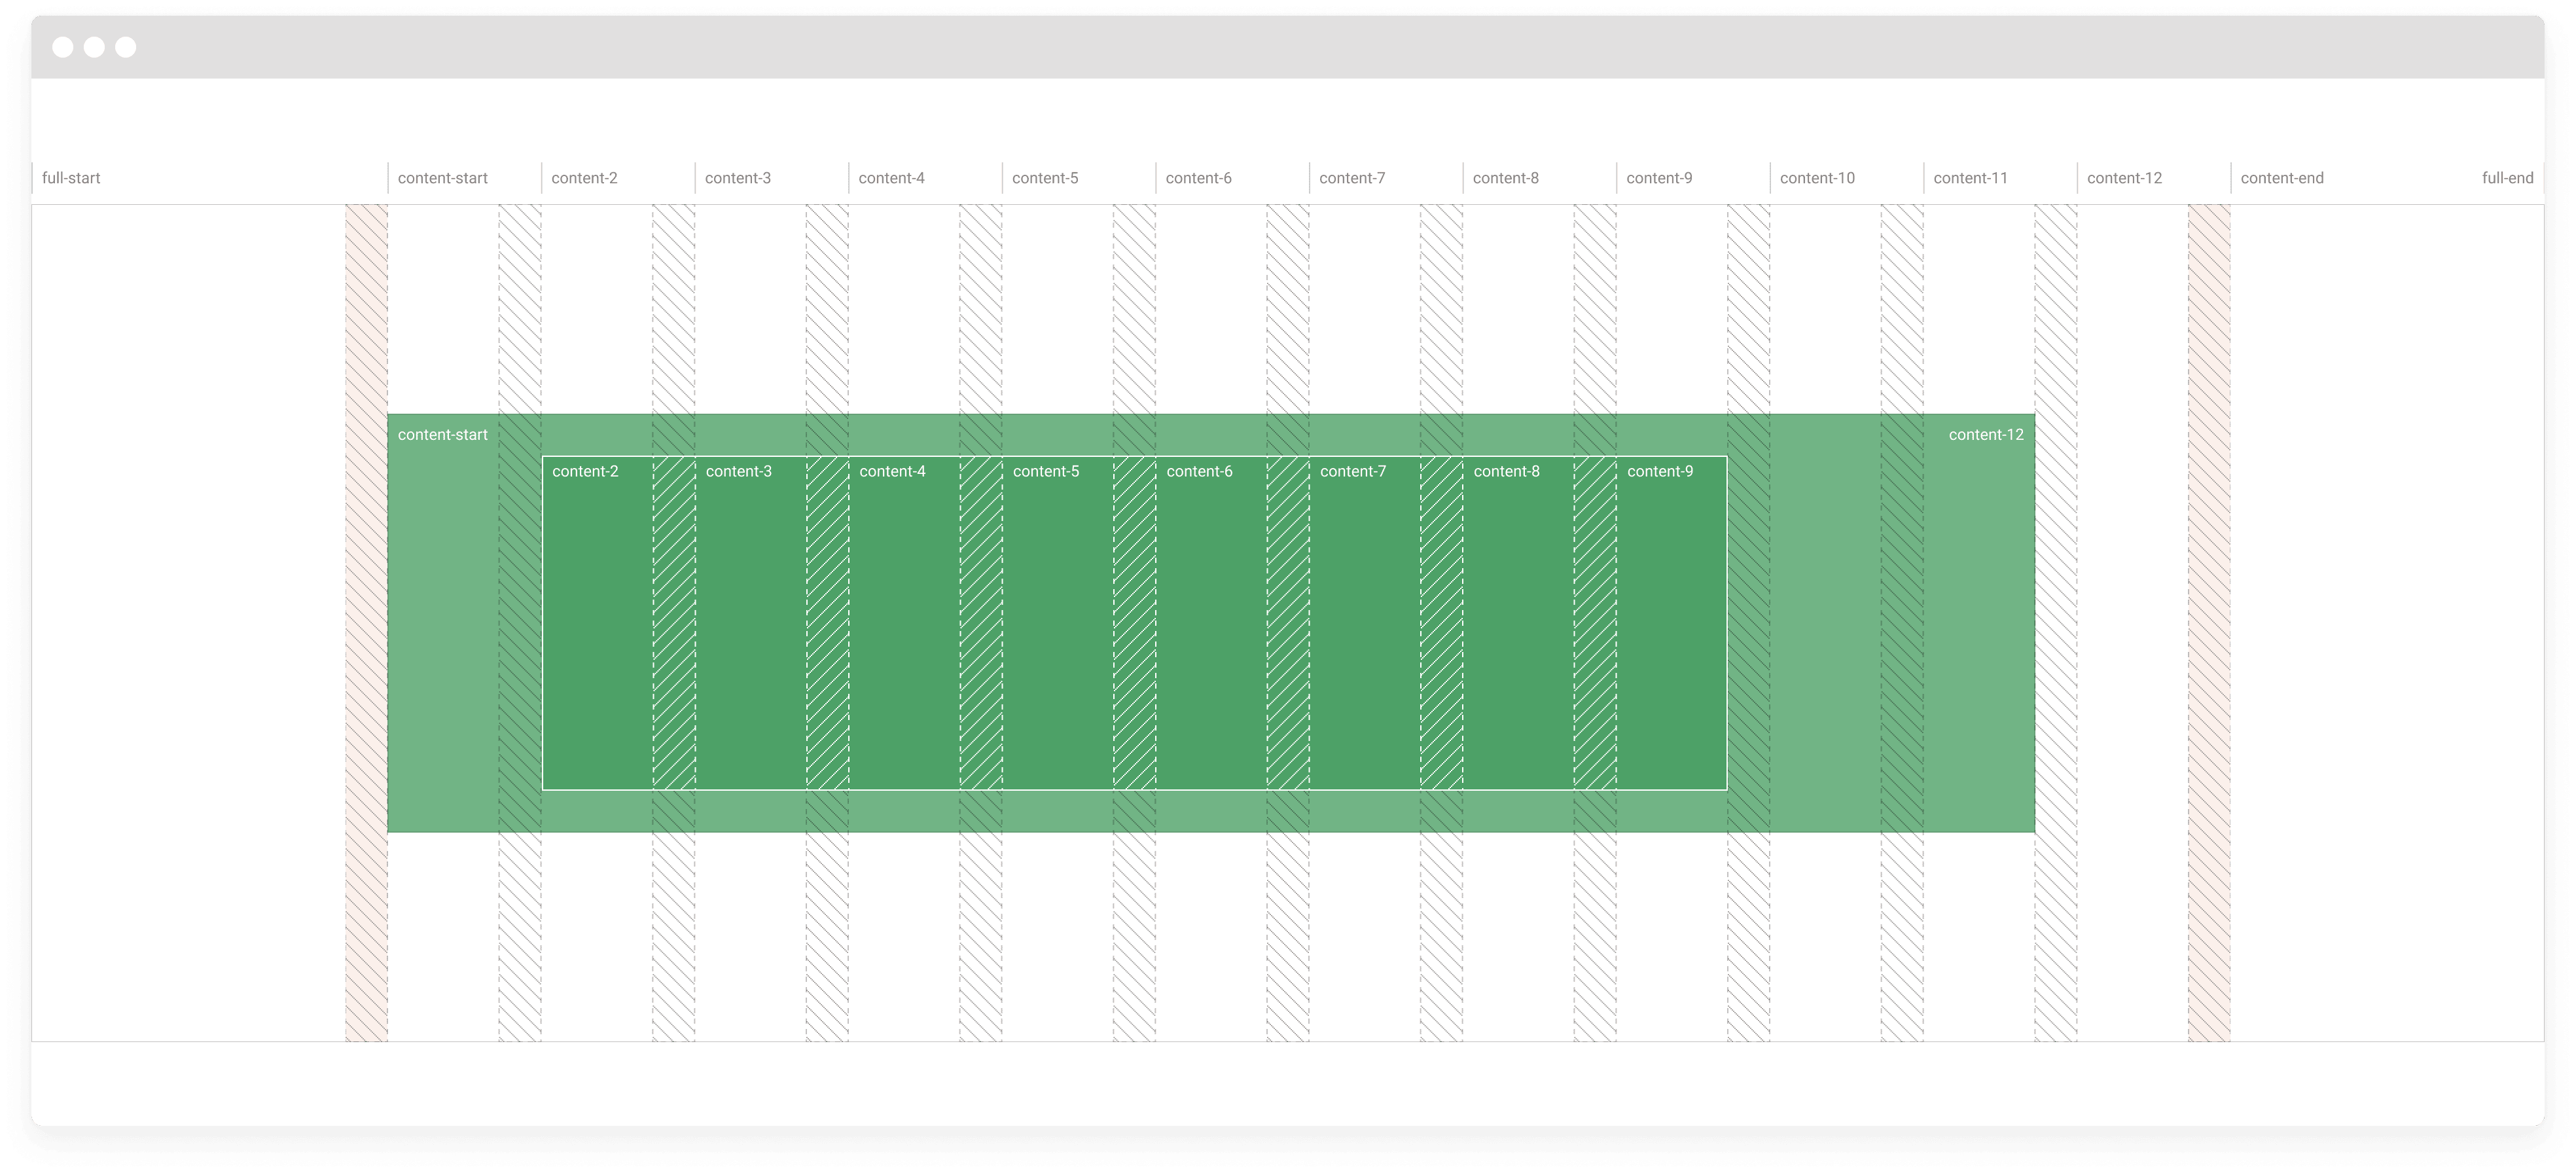 full-start content-start content-2 content-3 content-4 content-5 content-6 content-7 content-8 content-9 content-10 content-11 content-12 content-end full-end
content-start content-12
content-2 content-3 content-4 content-5 content-6 content-7 content-8 content-9